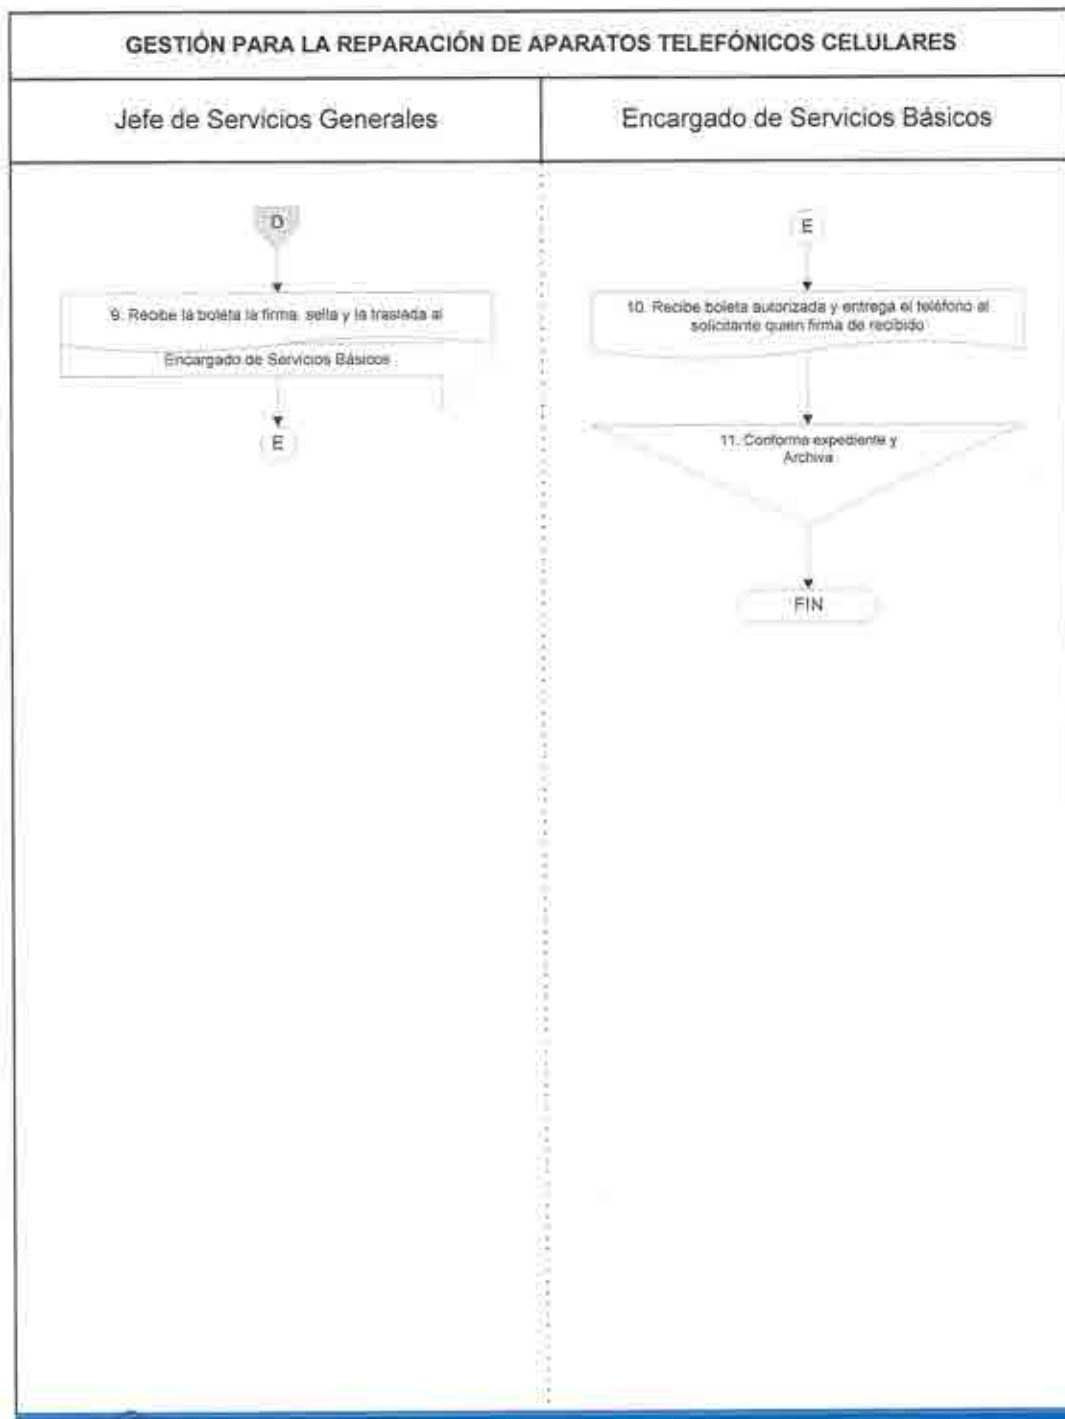 GESTIÓN PARA LA REPARACIÓN DE APARATOS TELEFÓNICOS CELULARES
Jefe de Servicios Generales
Encargado de Servicios Básicos
D
9. Recibe la boleta la firma, sella y la traslada al
Encargado de Servicios Básicos
E
E
10. Recibe boleta autorizada y entrega el teléfono al
solicitante quien firma de recibido
11. Conforma expediente y
Archiva
FIN